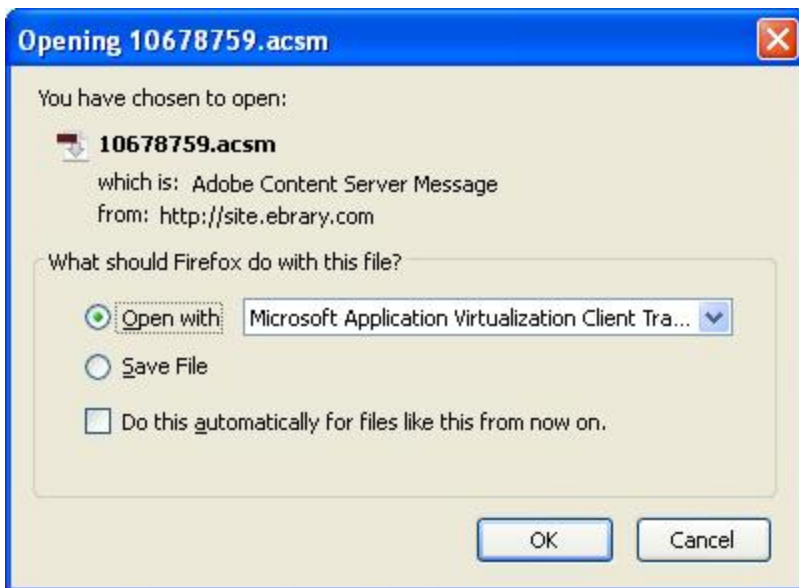 Opening 10678759.acsm
You have chosen to open:
10678759.acsm
which is: Adobe Content Server Message
from: http://site.ebrary.com
What should Firefox do with this file?
Open with Microsoft Application Virtualization Client Tra...
Save File
Do this automatically for files like this from now on.
OK Cancel